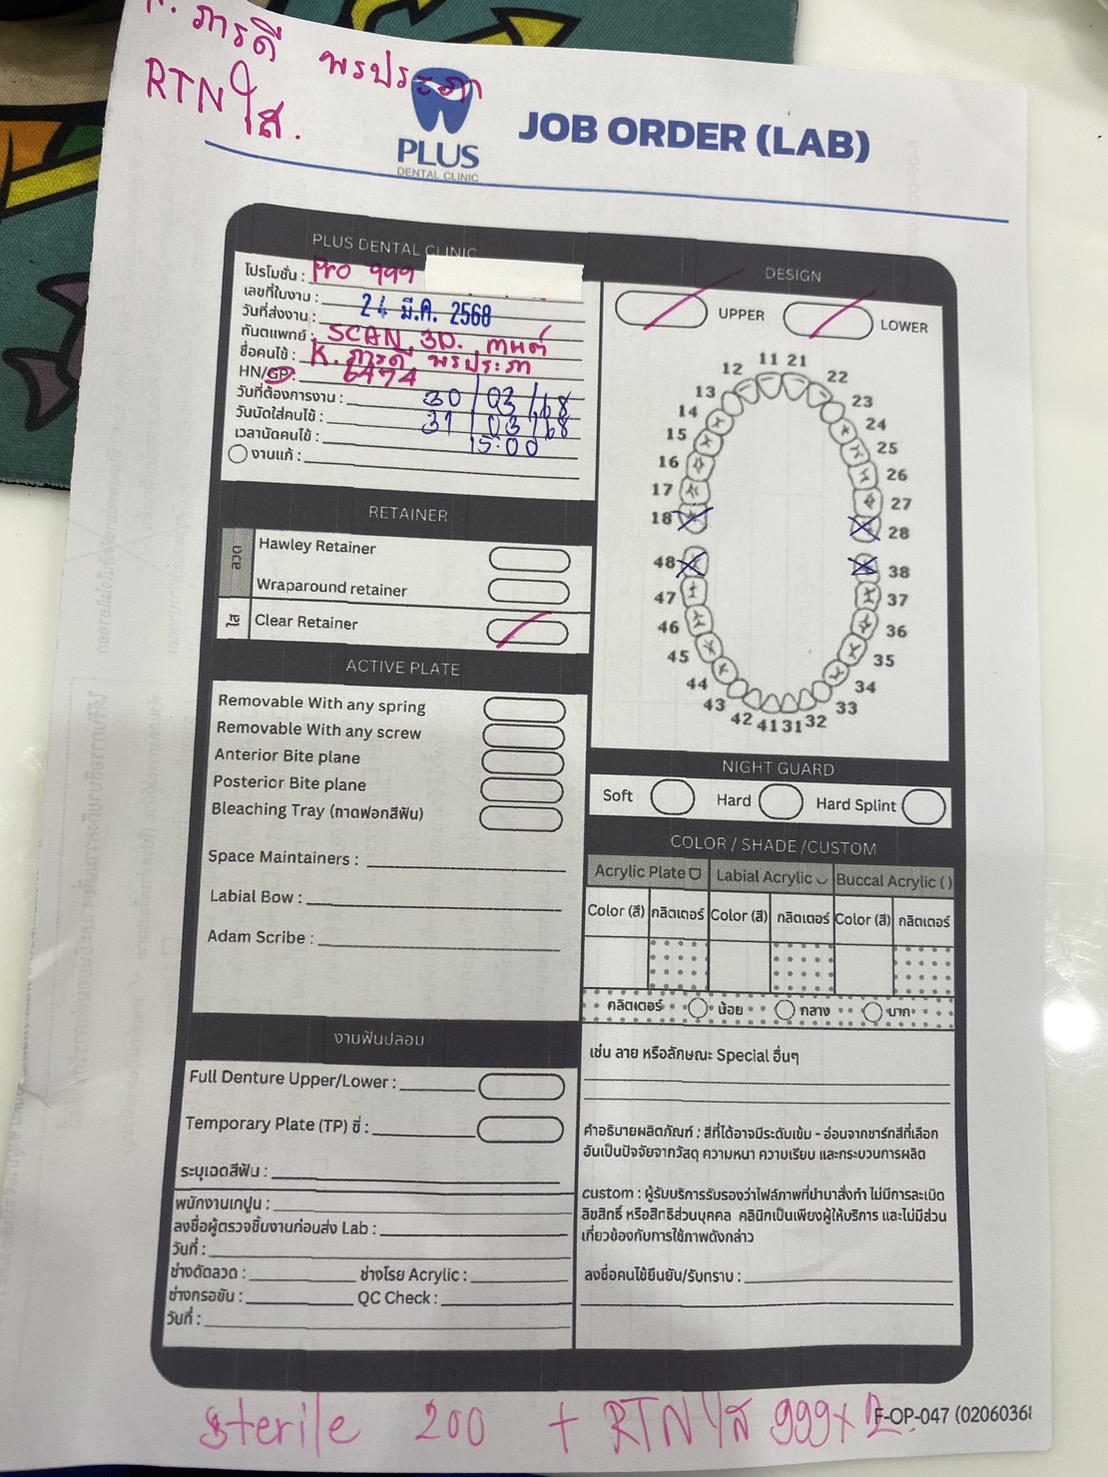 K. ภารดี พรประภา
RTN ใส.
PLUS
DENTAL CLINIC
JOB ORDER (LAB)
PLUS DENTAL CLINIC
โปรโมชั่น : Pro 999
เลขที่ใบงาน :
วันที่ส่งงาน : 24 มี.ค. 2568
ทันตแพทย์ : SCAN 3D.
ชื่อคนไข้ : K. ภารดี พรประภา
HN/GP : 6474
วันที่ต้องการงาน : 30/03/68
วันนัดใส่คนไข้ : 31/03/68
เวลานัดคนไข้ : 15:00
งานแก้ :
DESIGN
UPPER
LOWER
11 21
12 22
13 23
14 24
15 25
16 26
17 27
18 28
48 38
47 37
46 36
45 35
44 34
43 33
42 41 31 32
RETAINER
ลวด
Hawley Retainer
Wraparound retainer
ใส
Clear Retainer
ACTIVE PLATE
Removable With any spring
Removable With any screw
Anterior Bite plane
Posterior Bite plane
Bleaching Tray (ถาดฟอกสีฟัน)
Space Maintainers :
Labial Bow :
Adam Scribe :
NIGHT GUARD
Soft Hard Hard Splint
COLOR / SHADE /CUSTOM
Acrylic Plate Labial Acrylic Buccal Acrylic ( )
Color (สี) กลิตเตอร์ Color (สี) กลิตเตอร์ Color (สี) กลิตเตอร์
กลิตเตอร์ น้อย กลาง มาก
เช่น ลาย หรือลักษณะ Special อื่นๆ
คำอธิบายผลิตภัณฑ์ : สีที่ได้อาจมีระดับเข้ม - อ่อนจากชาร์ทสีที่เลือก
อันเป็นปัจจัยจากวัสดุ ความหนา ความเรียบ และกระบวนการผลิต
custom : ผู้รับบริการรับรองว่าไฟล์ภาพที่นำมาสั่งทำ ไม่มีการละเมิด
ลิขสิทธิ์ หรือสิทธิส่วนบุคคล คลินิกเป็นเพียงผู้ให้บริการ และไม่มีส่วน
เกี่ยวข้องกับการใช้ภาพดังกล่าว
ลงชื่อคนไข้ยืนยัน/รับทราบ :
งานฟันปลอม
Full Denture Upper/Lower :
Temporary Plate (TP) ซี่ :
ระบุเฉดสีฟัน :
พนักงานเทปูน :
ลงชื่อผู้ตรวจชิ้นงานก่อนส่ง Lab :
วันที่ :
ช่างดัดลวด : ช่างโรย Acrylic :
ช่างกรอขัน : QC Check :
วันที่ :
Sterile 200 + RTN ใส 999x2.
F-OP-047 (02060368